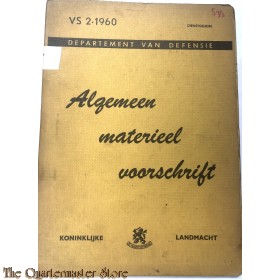 VS 2-1960
DEPARTEMENT VAN DEFENSIE
Algemeen
materieel
voorschrift
KONINKLIJKE LANDMACHT
The Quartermaster Store